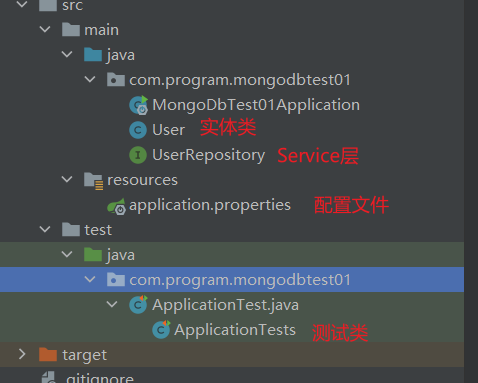 src
main
java
com.program.mongodbtest01
MongoDbTest01Application
User 实体类
UserRepository Service层
resources
application.properties 配置文件
test
java
com.program.mongodbtest01
ApplicationTest.java
ApplicationTests 测试类
target
.gitignore